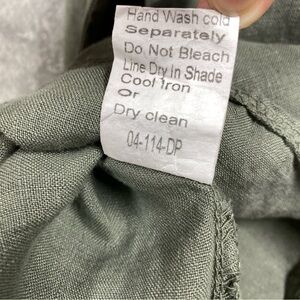 Hand Wash cold
Separately
Do Not Bleach
Line Dry In Shade
Cool Iron
Or
Dry clean
04-114-DP